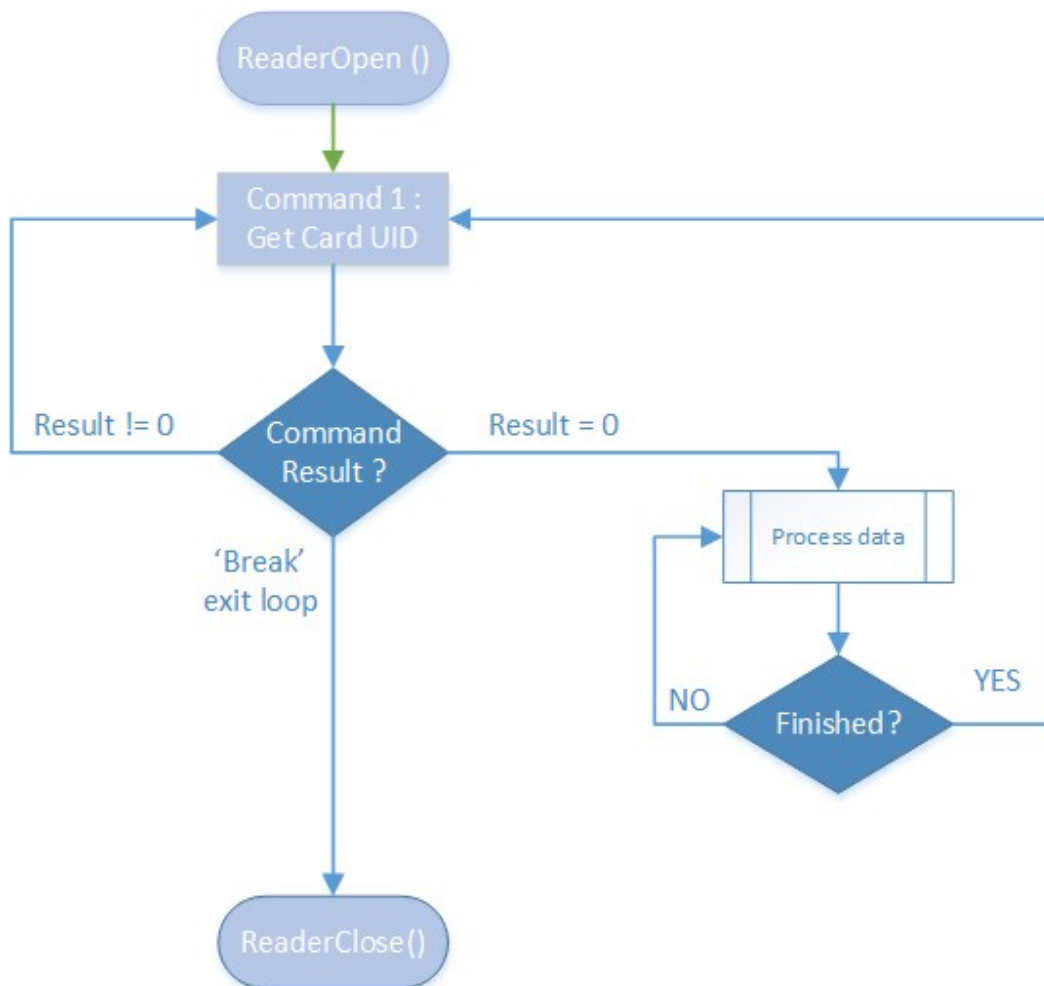 ReaderOpen ()
Command 1 :
Get Card UID
Result != 0
Command
Result ?
Result = 0
‘Break’
exit loop
Process data
NO
Finished ?
YES
ReaderClose()